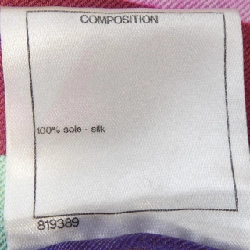 COMPOSITION
100% soie - silk
819389